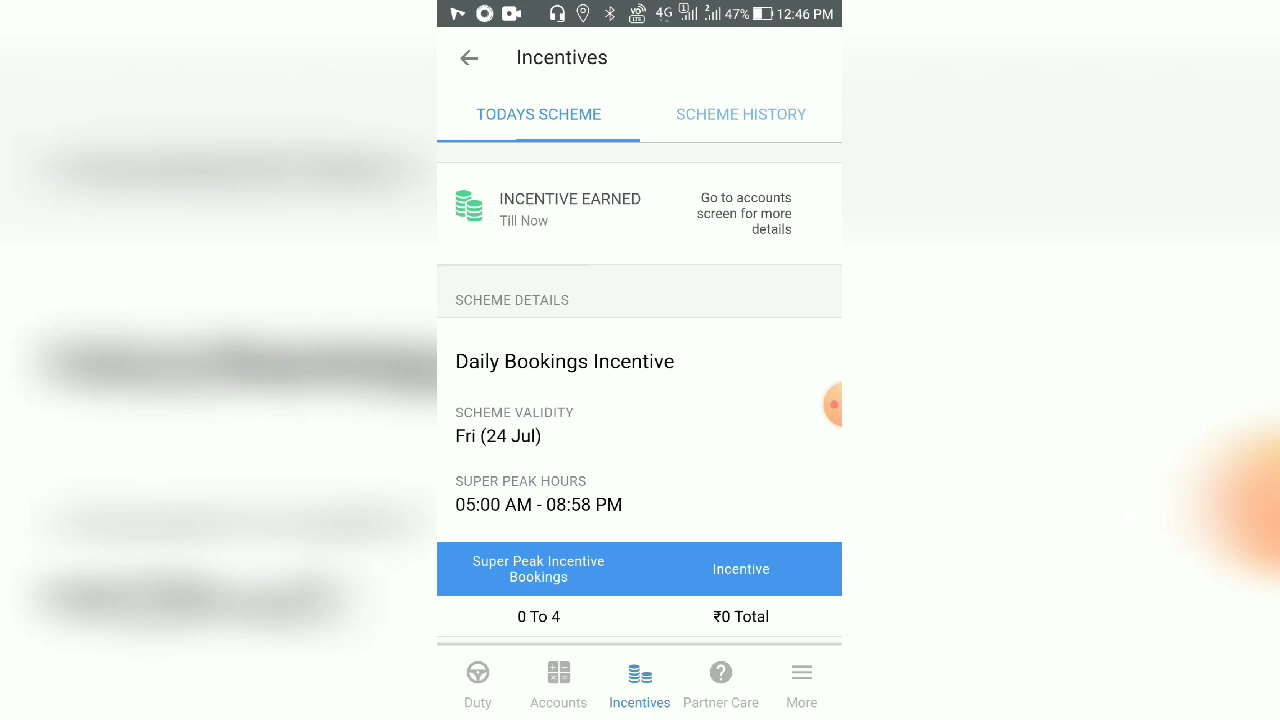 4G 1 2 47% 12:46 PM
Incentives
TODAYS SCHEME SCHEME HISTORY
INCENTIVE EARNED
Till Now
Go to accounts
screen for more
details
SCHEME DETAILS
Daily Bookings Incentive
SCHEME VALIDITY
Fri (24 Jul)
SUPER PEAK HOURS
05:00 AM - 08:58 PM
Super Peak Incentive
Bookings
Incentive
0 To 4 ₹0 Total
Duty Accounts Incentives Partner Care More